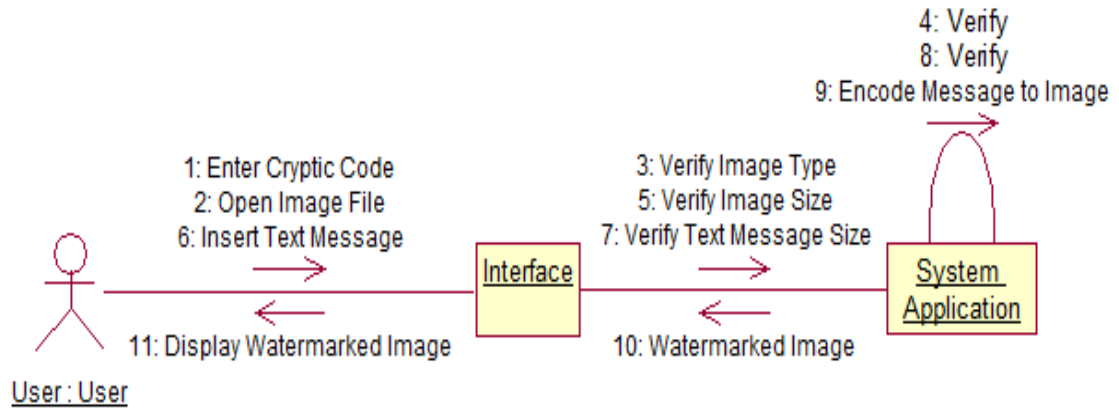 4: Verify
8: Verify
9: Encode Message to Image
1: Enter Cryptic Code
2: Open Image File
6: Insert Text Message
3: Verify Image Type
5: Verify Image Size
7: Verify Text Message Size
Interface
System
Application
11: Display Watermarked Image
10: Watermarked Image
User : User